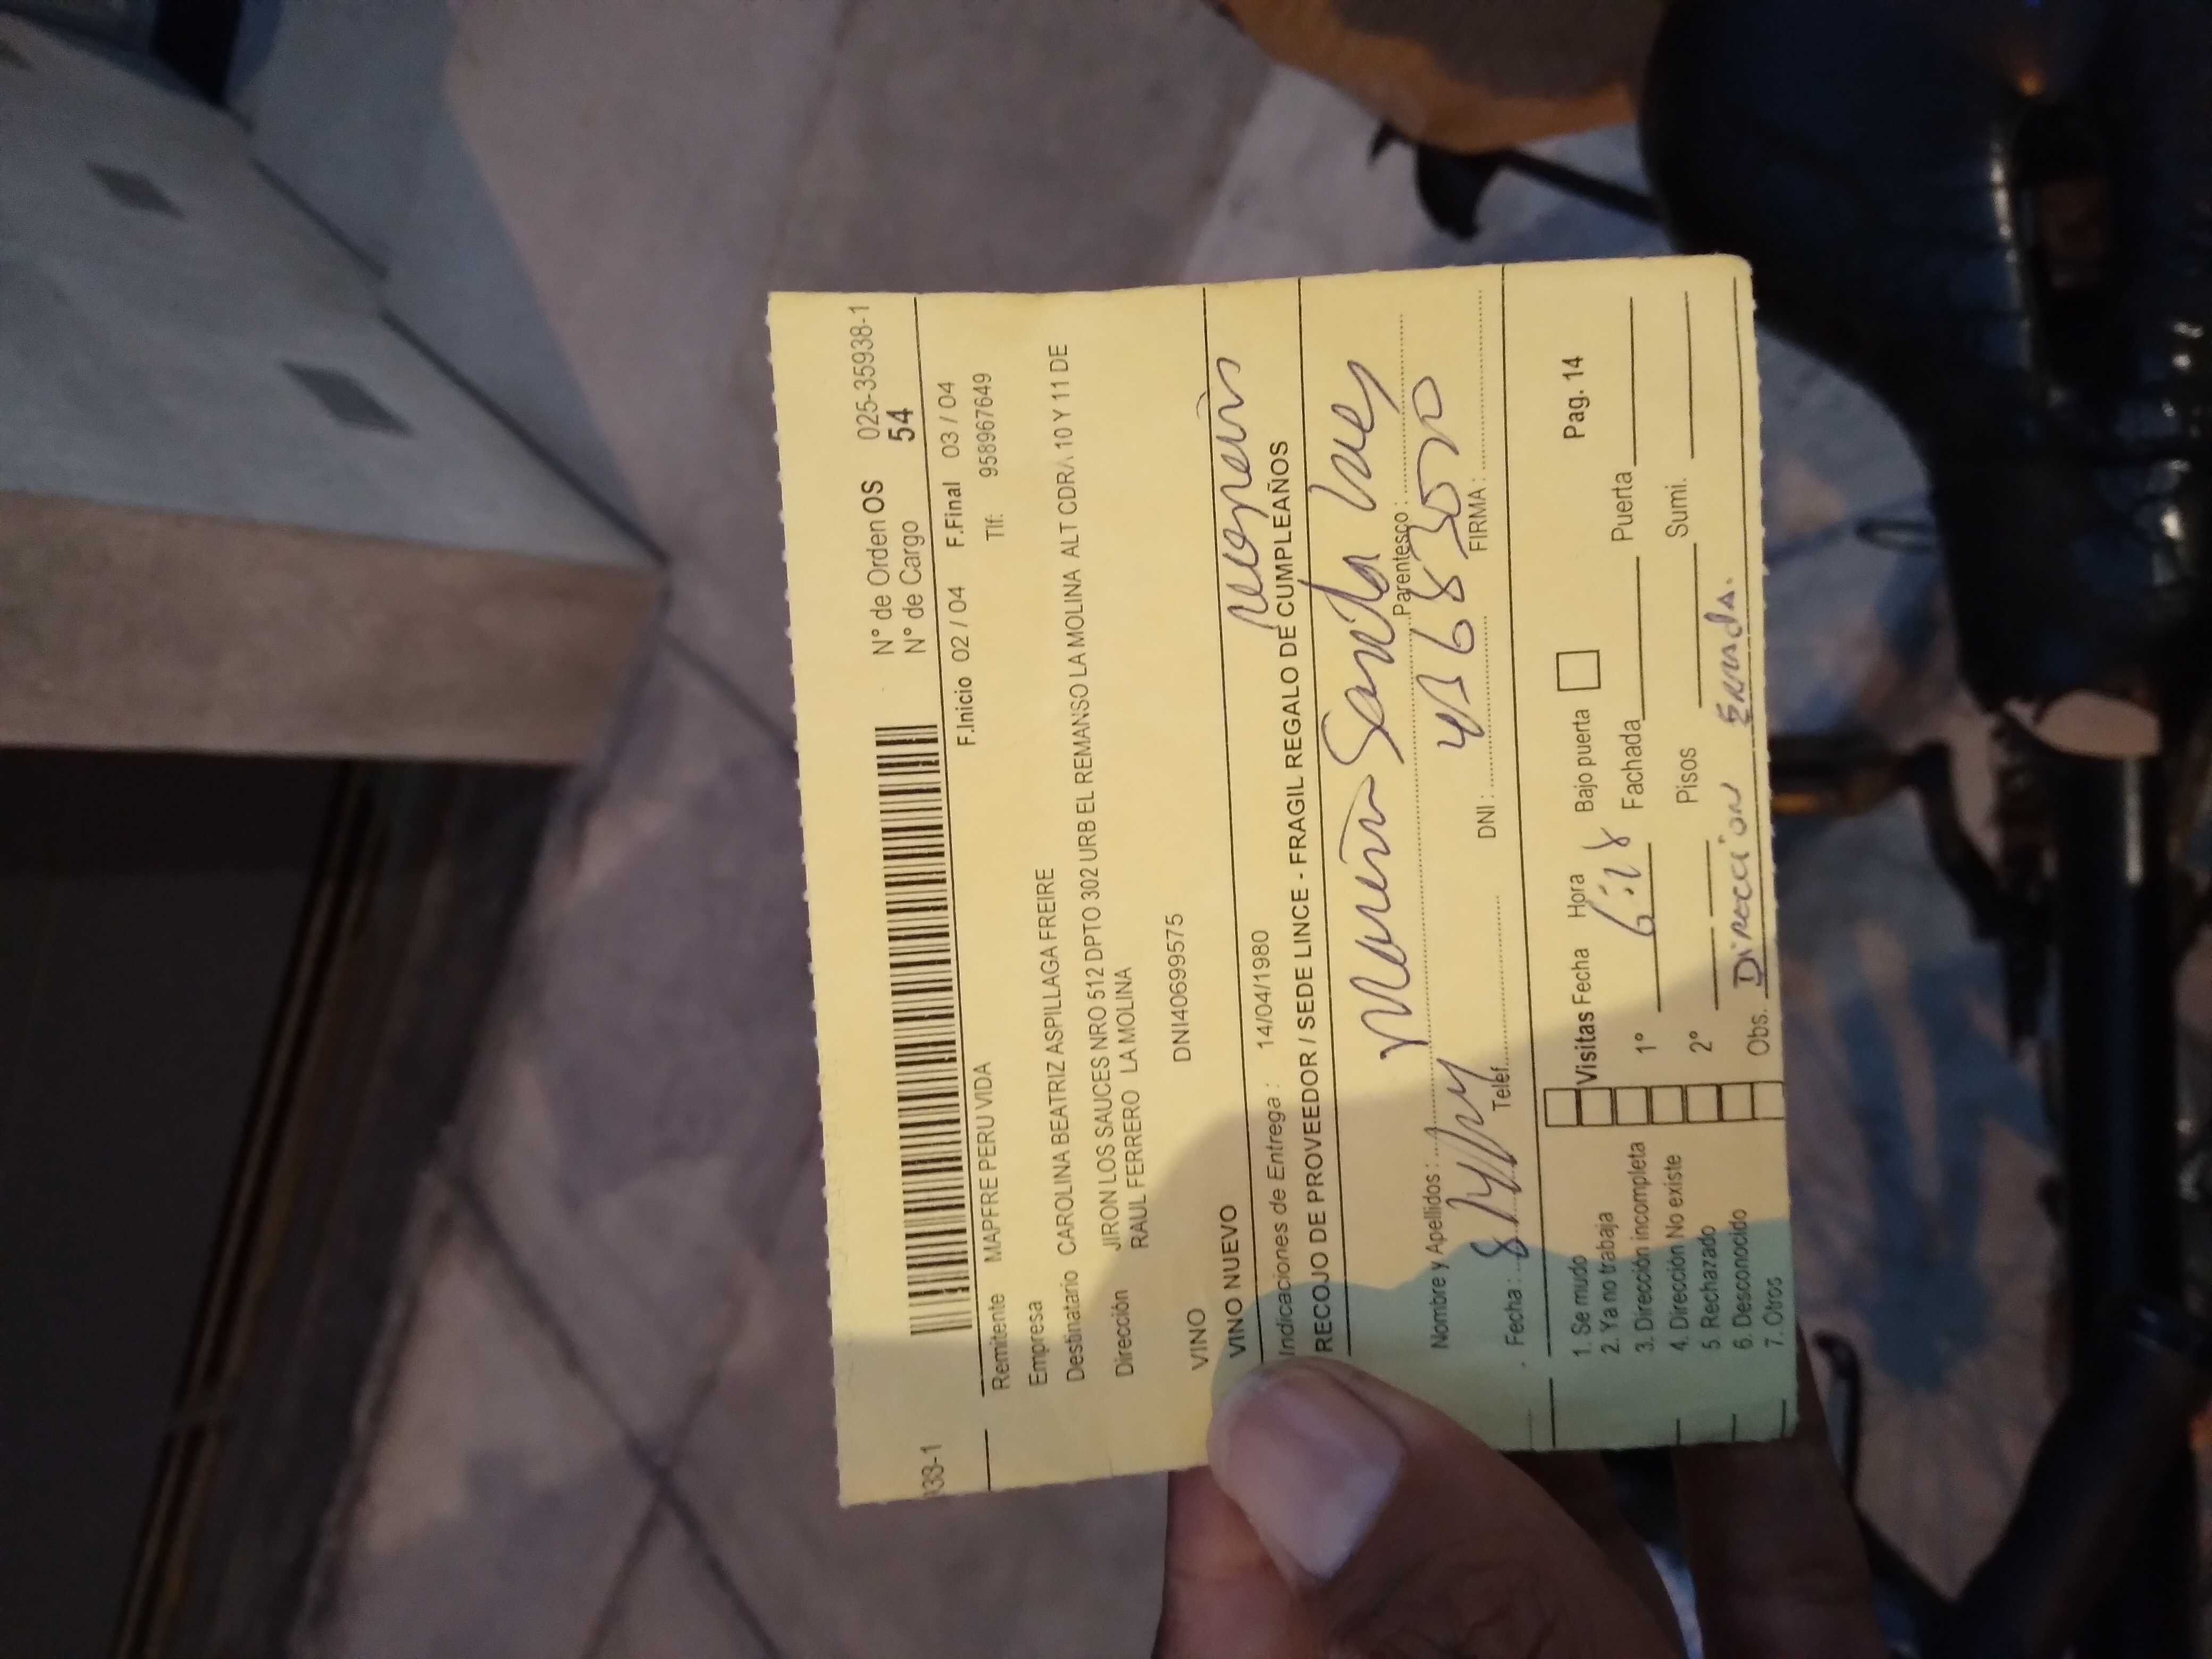 N° de Orden OS 025-35938-1
N° de Cargo 54
33-1
F.Inicio 02 / 04 F.Final 03 / 04
Remitente MAPFRE PERU VIDA Tlf: 958967649
Empresa
Destinatario CAROLINA BEATRIZ ASPILLAGA FREIRE
Dirección JIRON LOS SAUCES NRO 512 DPTO 302 URB EL REMANSO LA MOLINA ALT CDRA 10 Y 11 DE
RAUL FERRERO LA MOLINA
DNI40699575
VINO
VINO NUEVO
Indicaciones de Entrega : 14/04/1980
RECOJO DE PROVEEDOR / SEDE LINCE - FRAGIL REGALO DE CUMPLEAÑOS
Nombre y Apellidos : Parentesco :
Fecha : Telef. DNI : FIRMA :
1. Se mudo
2. Ya no trabaja
3. Dirección incompleta
4. Dirección No existe
5 Rechazado
6. Desconocido
7. Otros
Visitas Fecha Hora Bajo puerta Pag. 14
1° Fachada Puerta
2° Pisos Sumi.
Obs. Direccion Errada.